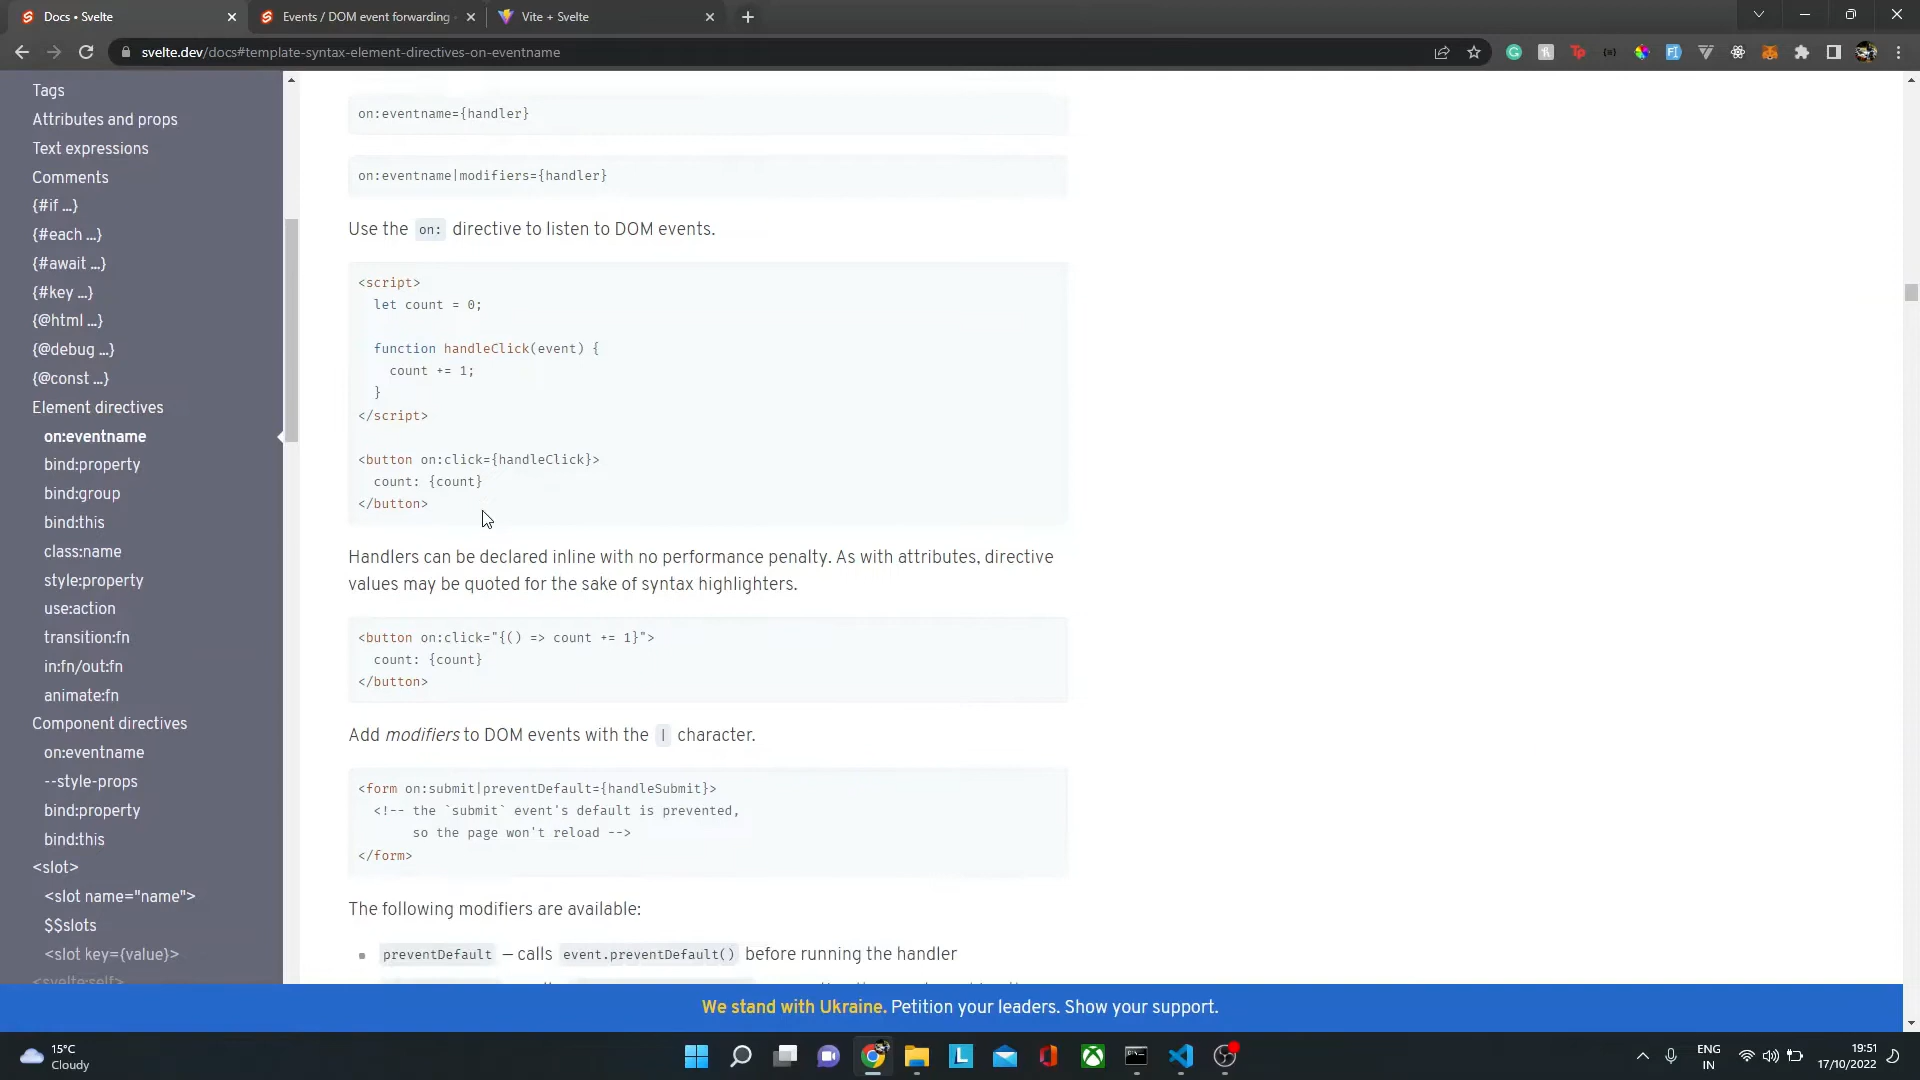 Docs • Svelte
Events / DOM event forwarding
Vite + Svelte
svelte.dev/docs#template-syntax-element-directives-on-eventname
Tags
Attributes and props
Text expressions
Comments
{#if ...}
{#each ...}
{#await ...}
{#key ...}
{@html ...}
{@debug ...}
{@const ...}
Element directives
on:eventname
bind:property
bind:group
bind:this
class:name
style:property
use:action
transition:fn
in:fn/out:fn
animate:fn
Component directives
on:eventname
--style-props
bind:property
bind:this
<slot>
<slot name="name">
$$slots
<slot key={value}>
<svelte:self>
on:eventname={handler}
on:eventname|modifiers={handler}
Use the on: directive to listen to DOM events.
<script>
let count = 0;
function handleClick(event) {
count += 1;
}
</script>
<button on:click={handleClick}>
count: {count}
</button>
Handlers can be declared inline with no performance penalty. As with attributes, directive
values may be quoted for the sake of syntax highlighters.
<button on:click="{() => count += 1}">
count: {count}
</button>
Add modifiers to DOM events with the | character.
<form on:submit|preventDefault={handleSubmit}>
<!-- the `submit` event's default is prevented,
so the page won't reload -->
</form>
The following modifiers are available:
preventDefault — calls event.preventDefault() before running the handler
We stand with Ukraine. Petition your leaders. Show your support.
15°C
Cloudy
ENG
IN
19:51
17/10/2022